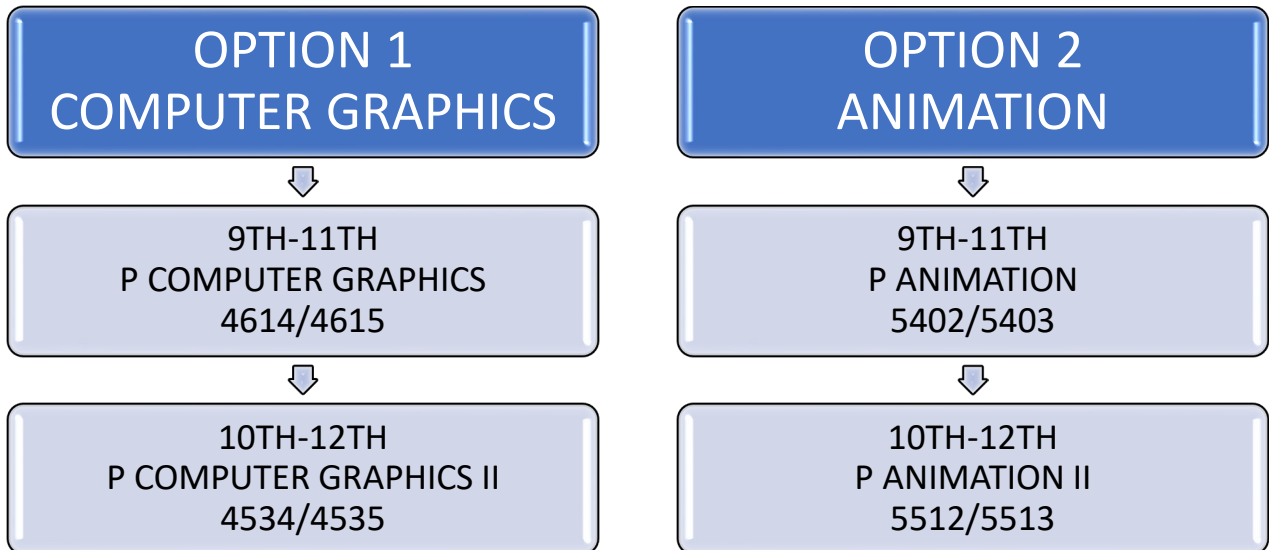 OPTION 1
COMPUTER GRAPHICS
9TH-11TH
P COMPUTER GRAPHICS
4614/4615
10TH-12TH
P COMPUTER GRAPHICS II
4534/4535
OPTION 2
ANIMATION
9TH-11TH
P ANIMATION
5402/5403
10TH-12TH
P ANIMATION II
5512/5513